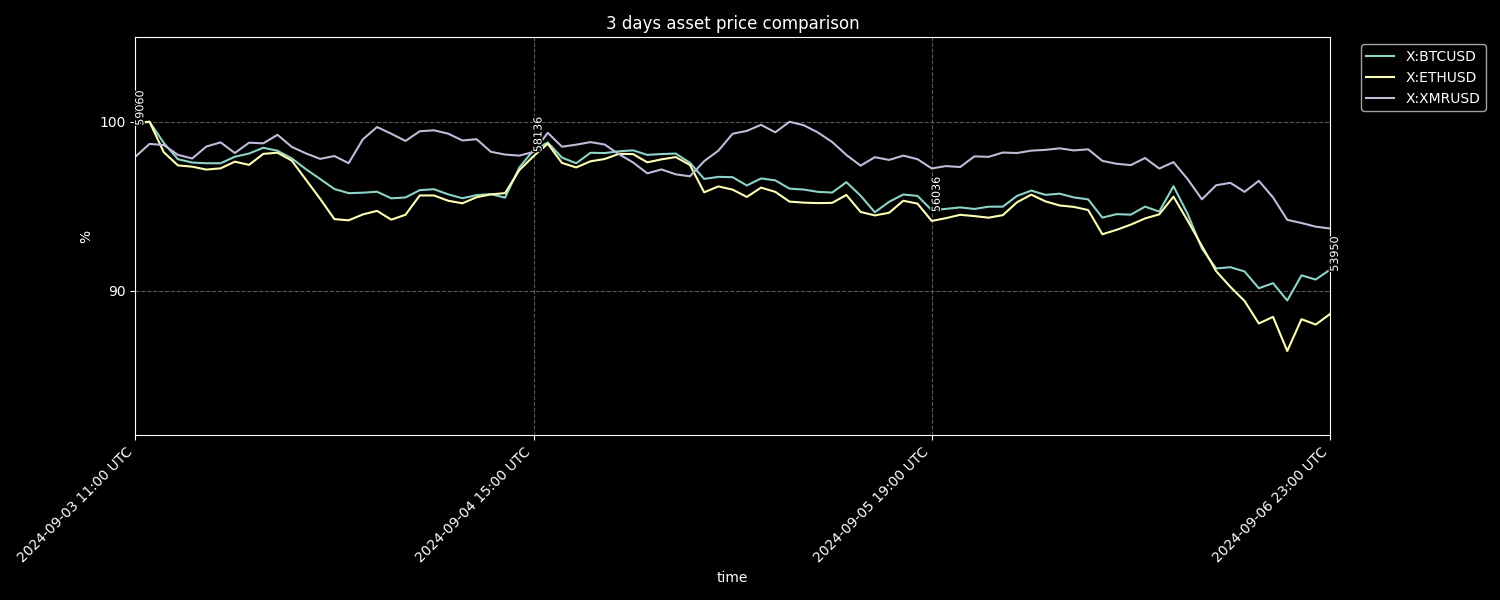 3 days asset price comparison
X:BTCUSD
X:ETHUSD
X:XMRUSD
100
90
%
59060
58136
56036
53950
2024-09-03 11:00 UTC
2024-09-04 15:00 UTC
2024-09-05 19:00 UTC
2024-09-06 23:00 UTC
time